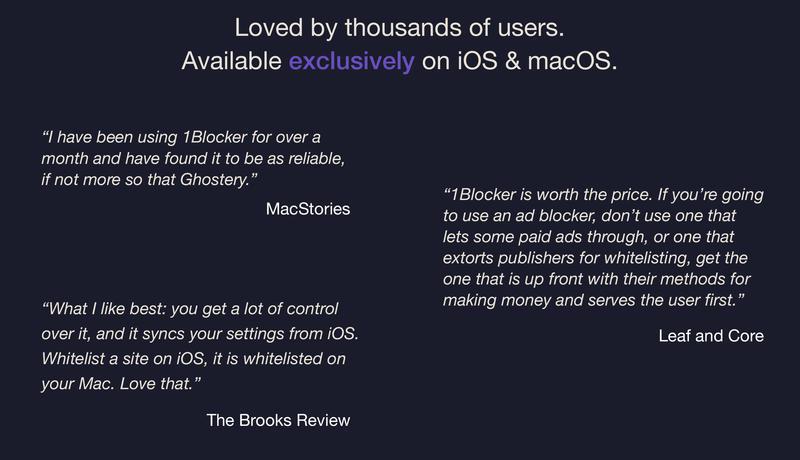 Loved by thousands of users.
Available exclusively on iOS & macOS.
“I have been using 1Blocker for over a
month and have found it to be as reliable,
if not more so that Ghostery.”
MacStories
“What I like best: you get a lot of control
over it, and it syncs your settings from iOS.
Whitelist a site on iOS, it is whitelisted on
your Mac. Love that.”
The Brooks Review
“1Blocker is worth the price. If you’re going
to use an ad blocker, don’t use one that
lets some paid ads through, or one that
extorts publishers for whitelisting, get the
one that is up front with their methods for
making money and serves the user first.”
Leaf and Core